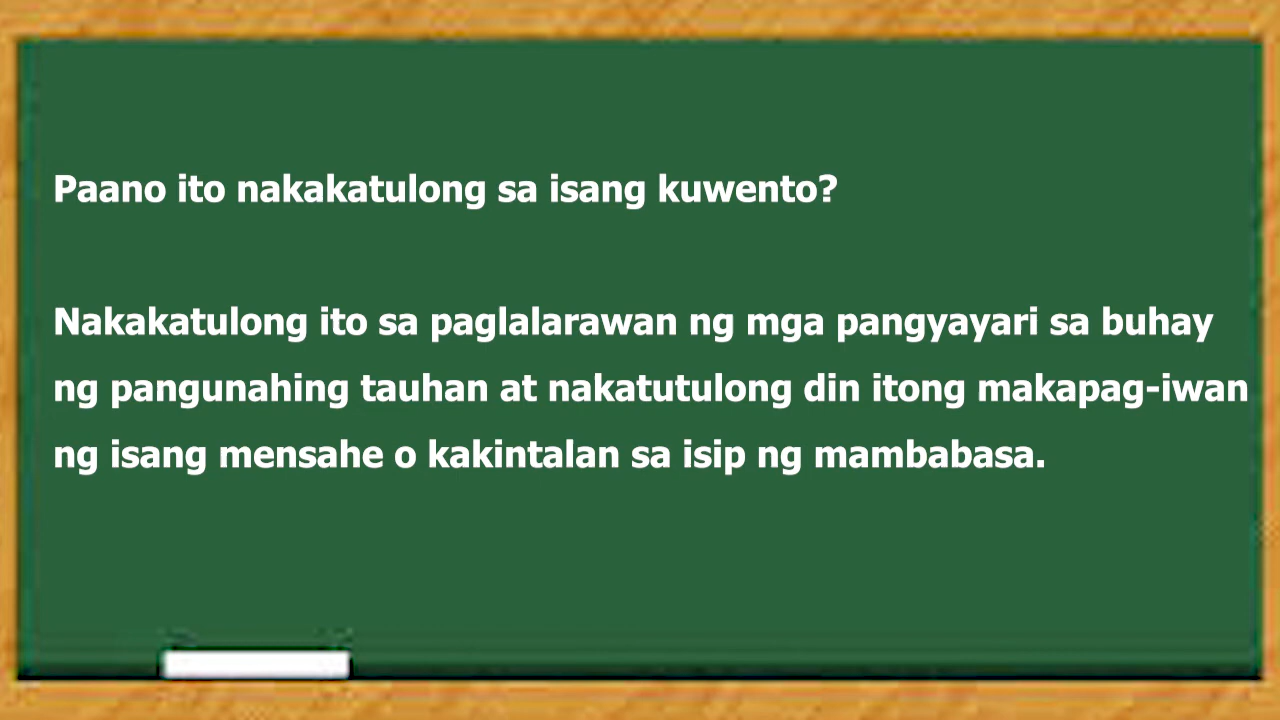 Paano ito nakakatulong sa isang kuwento?
Nakakatulong ito sa paglalarawan ng mga pangyayari sa buhay
ng pangunahing tauhan at nakatutulong din itong makapag-iwan
ng isang mensahe o kakintalan sa isip ng mambabasa.